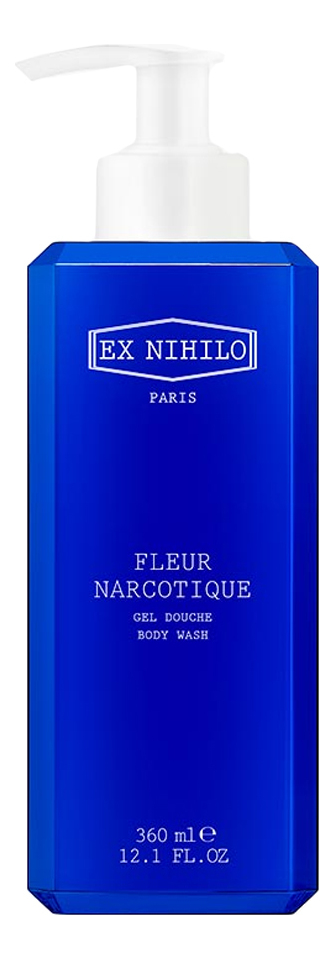 EX NIHILO
PARIS
FLEUR
NARCOTIQUE
GEL DOUCHE
BODY WASH
360 ml ℮
12.1 FL.OZ